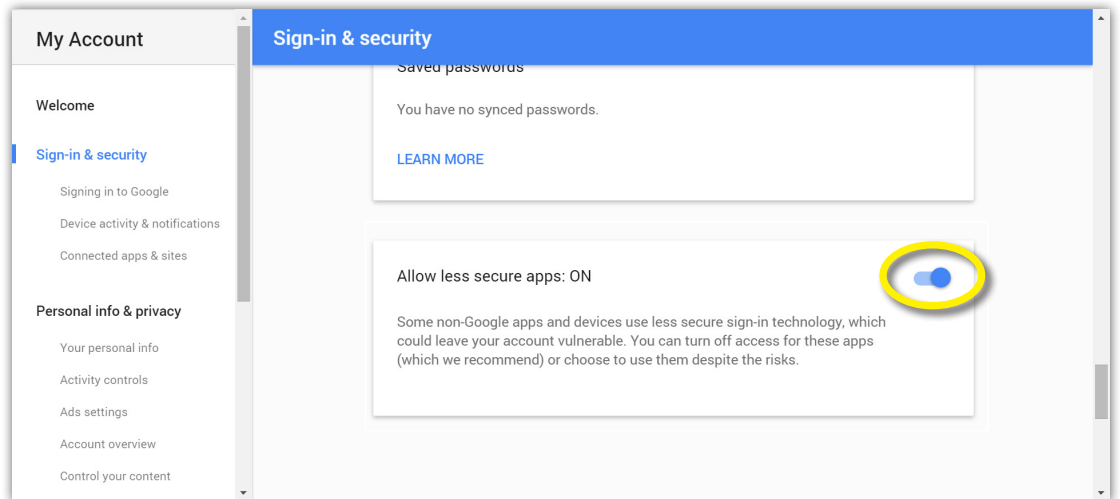 My Account
Welcome
Sign-in & security
Signing in to Google
Device activity & notifications
Connected apps & sites
Personal info & privacy
Your personal info
Activity controls
Ads settings
Account overview
Control your content
Sign-in & security
Saved passwords
You have no synced passwords.
LEARN MORE
Allow less secure apps: ON
Some non-Google apps and devices use less secure sign-in technology, which
could leave your account vulnerable. You can turn off access for these apps
(which we recommend) or choose to use them despite the risks.